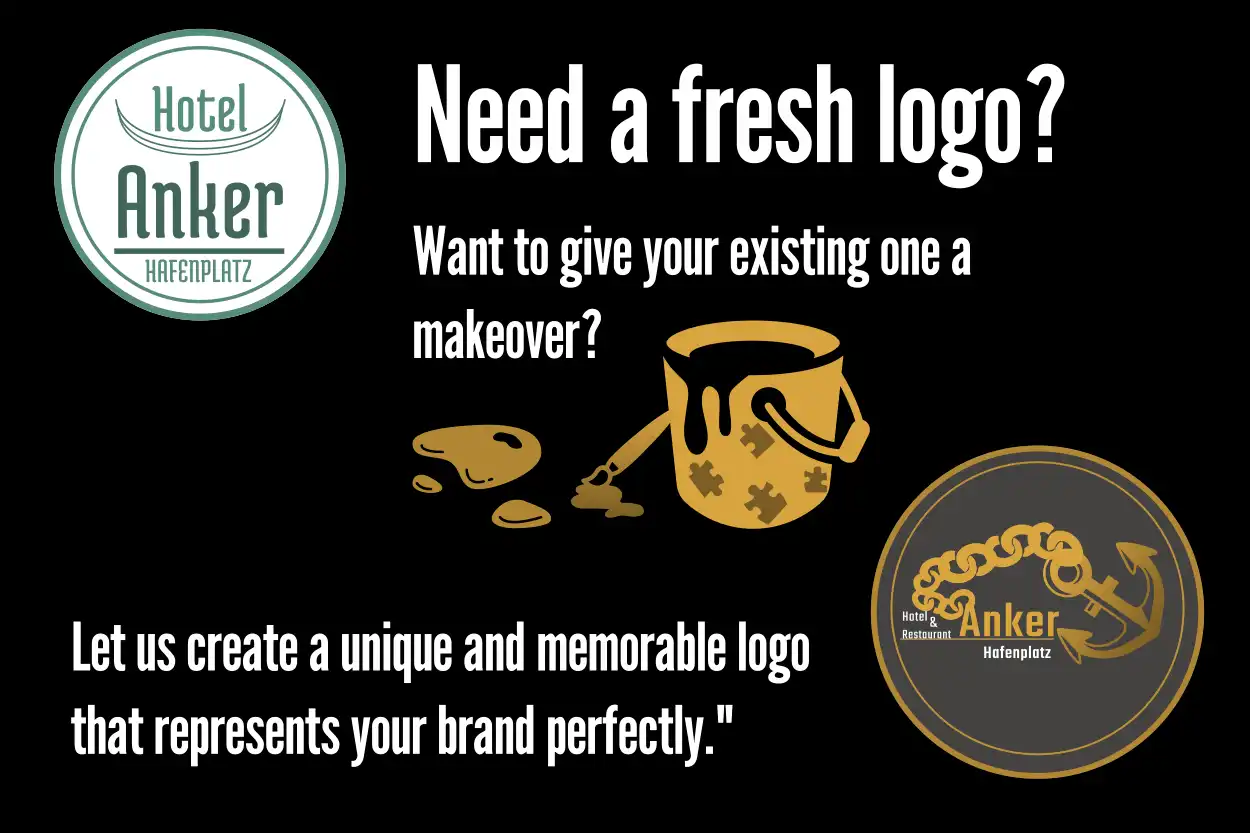 Hotel
Anker
HAFENPLATZ
Need a fresh logo?
Want to give your existing one a
makeover?
Hotel
&
Restaurant
Anker
Hafenplatz
Let us create a unique and memorable logo
that represents your brand perfectly."